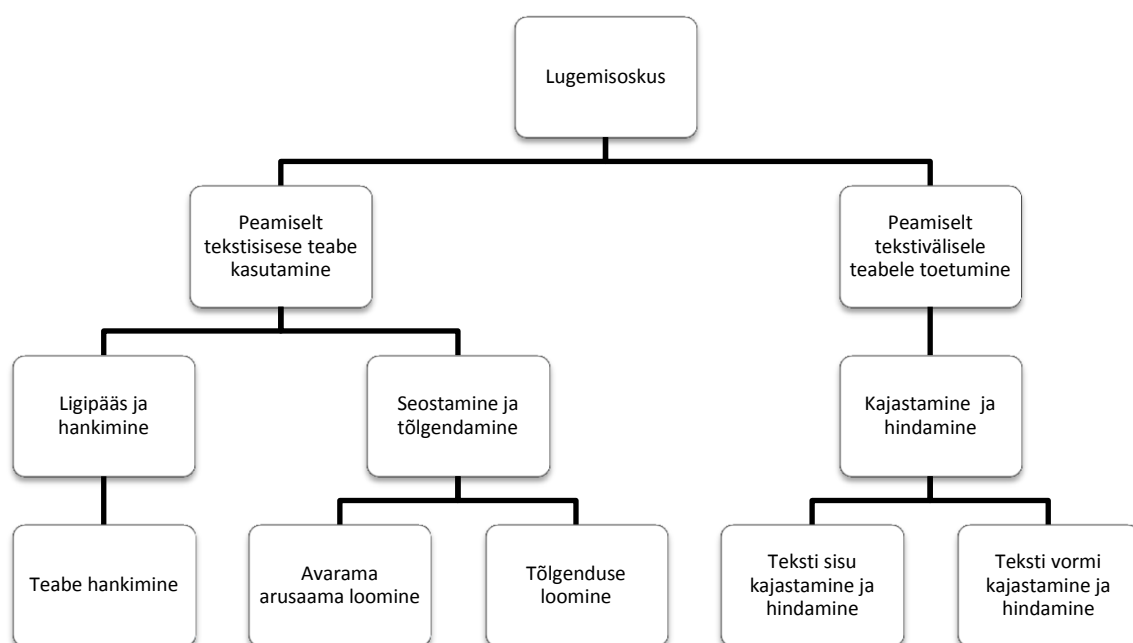 Lugemisoskus
Peamiselt
tekstisisese teabe
kasutamine
Peamiselt
tekstivälisele
teabele toetumine
Ligipääs ja
hankimine
Seostamine ja
tõlgendamine
Kajastamine ja
hindamine
Teabe hankimine
Avarama
arusaama loomine
Tõlgenduse
loomine
Teksti sisu
kajastamine ja
hindamine
Teksti vormi
kajastamine ja
hindamine